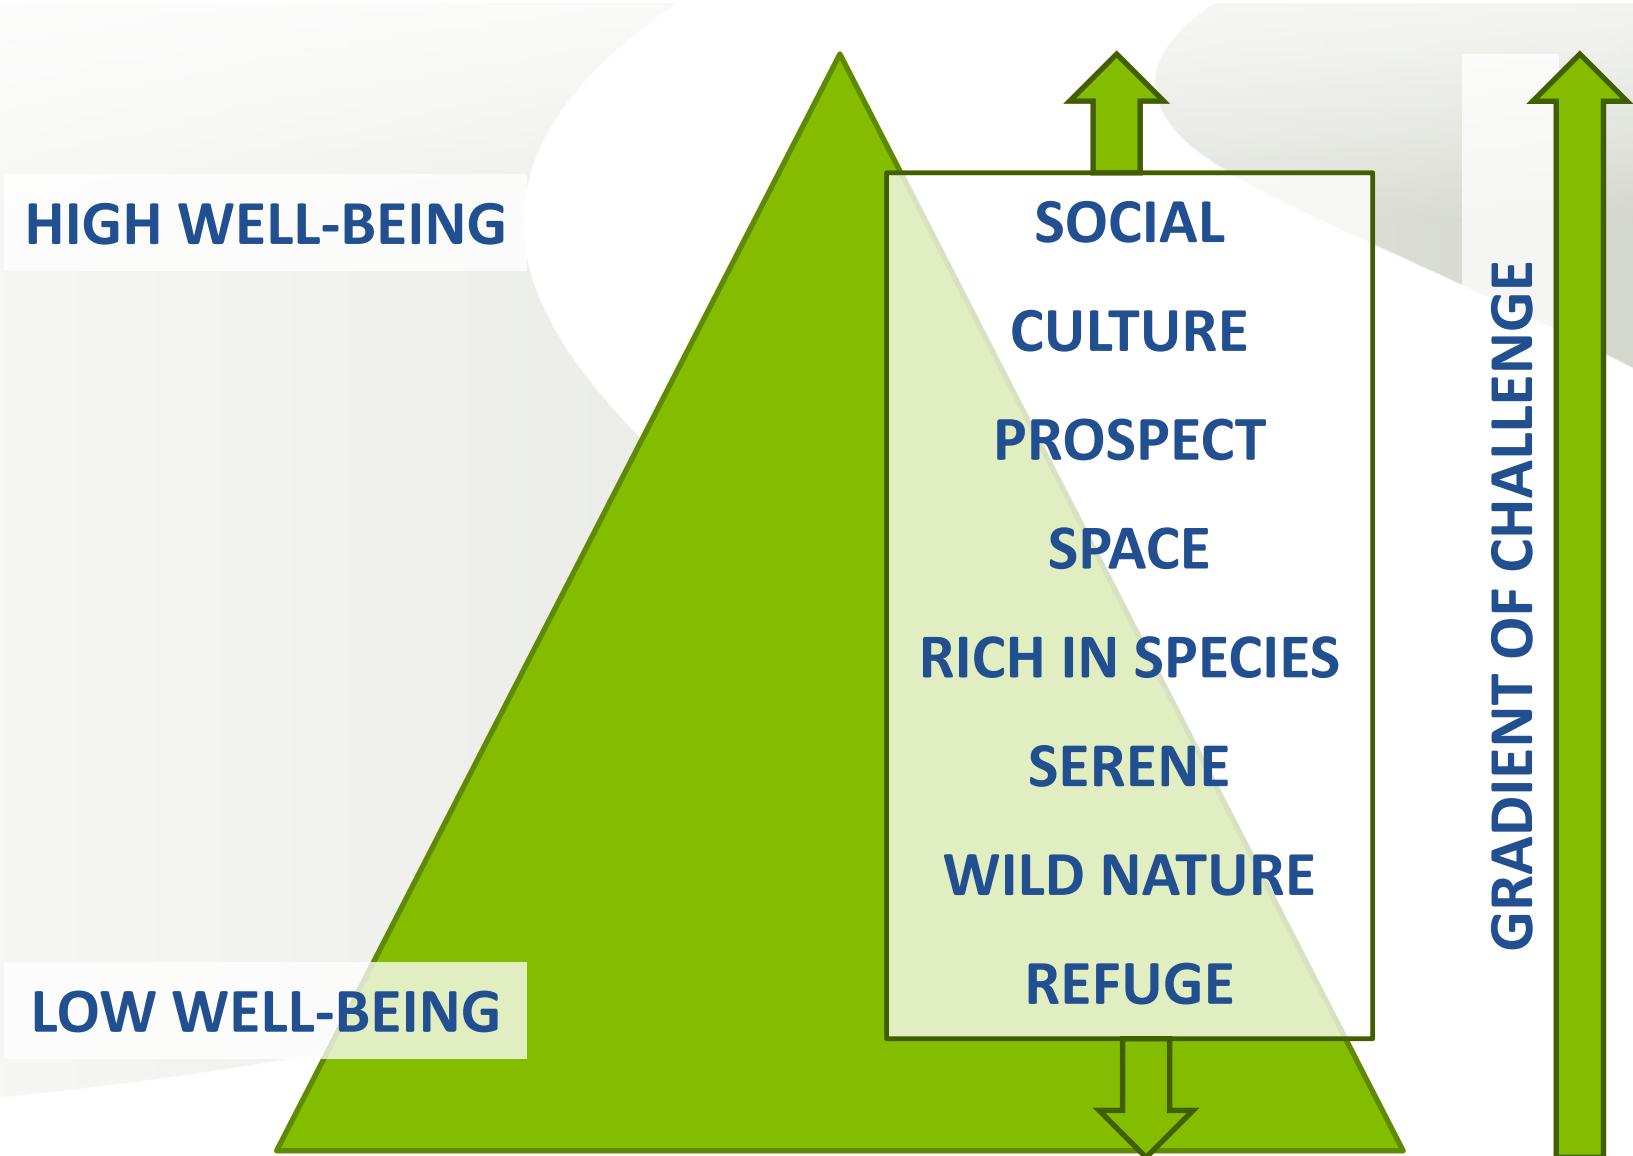 HIGH WELL-BEING
SOCIAL
CULTURE
PROSPECT
SPACE
RICH IN SPECIES
SERENE
WILD NATURE
REFUGE
LOW WELL-BEING
GRADIENT OF CHALLENGE